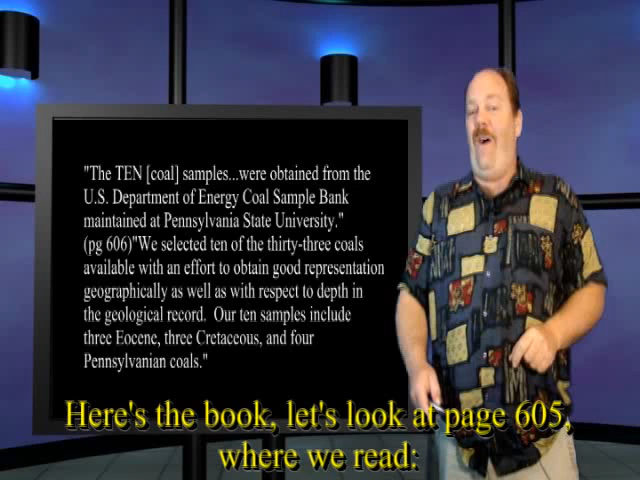 "The TEN [coal] samples...were obtained from the
U.S. Department of Energy Coal Sample Bank
maintained at Pennsylvania State University."
(pg 606)"We selected ten of the thirty-three coals
available with an effort to obtain good representation
geographically as well as with respect to depth in
the geological record.  Our ten samples include
three Eocene, three Cretaceous, and four
Pennsylvanian coals."
Here's the book, let's look at page 605,
where we read: